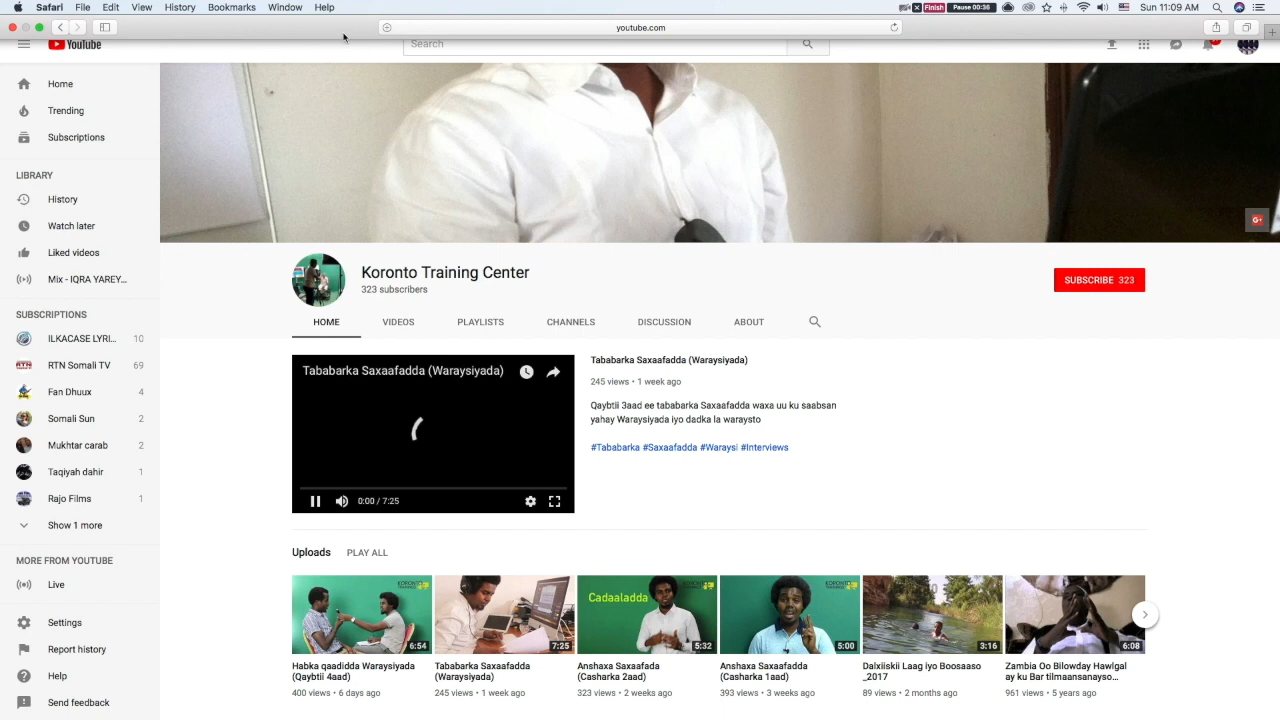 Safari File Edit View History Bookmarks Window Help
Finish Pause 00:36 Sun 11:09 AM
youtube.com
YouTube
Search
Home
Trending
Subscriptions
LIBRARY
History
Watch later
Liked videos
Mix - IQRA YAREY...
SUBSCRIPTIONS
ILKACASE LYRI... 10
RTN Somali TV 69
Fan Dhuux 4
Somali Sun 2
Mukhtar carab 2
Taqiyah dahir 1
Rajo Films 1
Show 1 more
MORE FROM YOUTUBE
Live
Settings
Report history
Help
Send feedback
G+
Koronto Training Center
323 subscribers
SUBSCRIBE 323
HOME VIDEOS PLAYLISTS CHANNELS DISCUSSION ABOUT
Tababarka Saxaafadda (Waraysiyada)
0:00 / 7:25
Tababarka Saxaafadda (Waraysiyada)
245 views • 1 week ago
Qaybtii 3aad ee tababarka Saxaafadda waxa uu ku saabsan
yahay Waraysiyada iyo dadka la waraysto
#Tababarka #Saxaafadda #Waraysi #Interviews
Uploads PLAY ALL
KORONTO
6:54
Habka qaadidda Waraysiyada
(Qaybtii 4aad)
400 views • 6 days ago
7:25
Tababarka Saxaafadda
(Waraysiyada)
245 views • 1 week ago
Cadaaladda
5:32
Anshaxa Saxaafada
(Casharka 2aad)
323 views • 2 weeks ago
KORONTO
5:00
Anshaxa Saxaafadda
(Casharka 1aad)
393 views • 3 weeks ago
3:16
Dalxiiskii Laag iyo Boosaaso
_2017
89 views • 2 months ago
6:08
Zambia Oo Bilowday Hawlgal
ay ku Bar tilmaansanayso...
961 views • 5 years ago